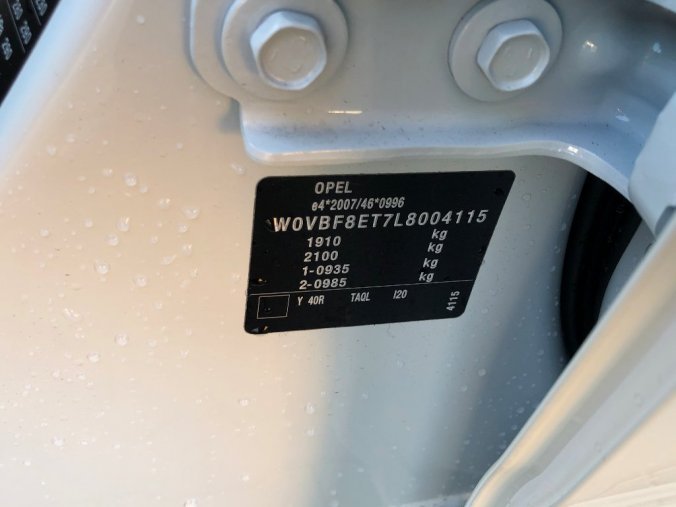 OPEL
e4*2007/46*0996
W0VBF8ET7L8004115
1910 kg
2100 kg
1-0935 kg
2-0985 kg
Y 40R TAQL I20
4115